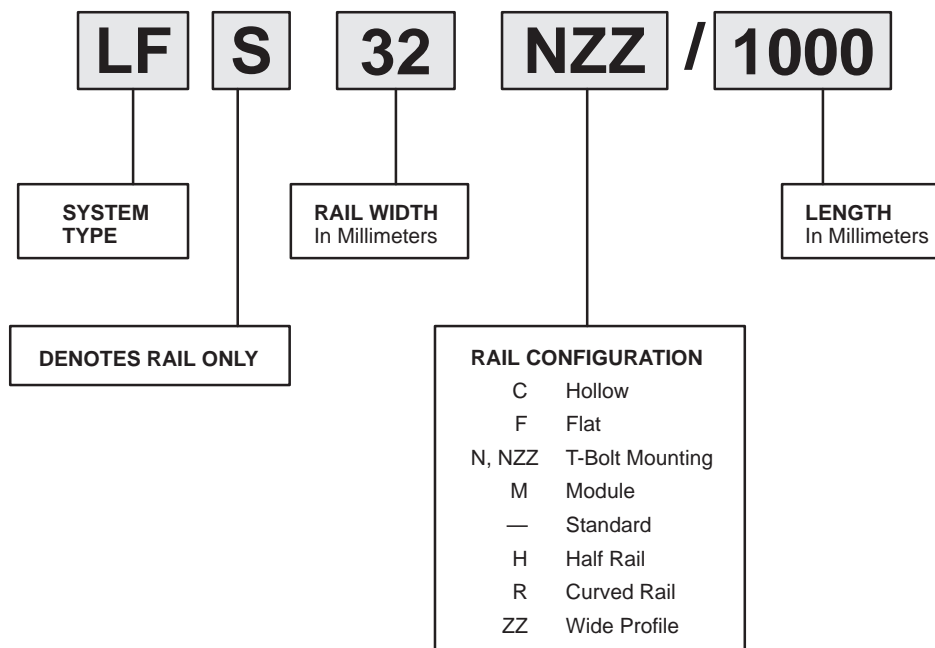 LF S 32 NZZ / 1000
SYSTEM
TYPE
RAIL WIDTH
In Millimeters
LENGTH
In Millimeters
DENOTES RAIL ONLY
RAIL CONFIGURATION
C Hollow
F Flat
N, NZZ T-Bolt Mounting
M Module
— Standard
H Half Rail
R Curved Rail
ZZ Wide Profile